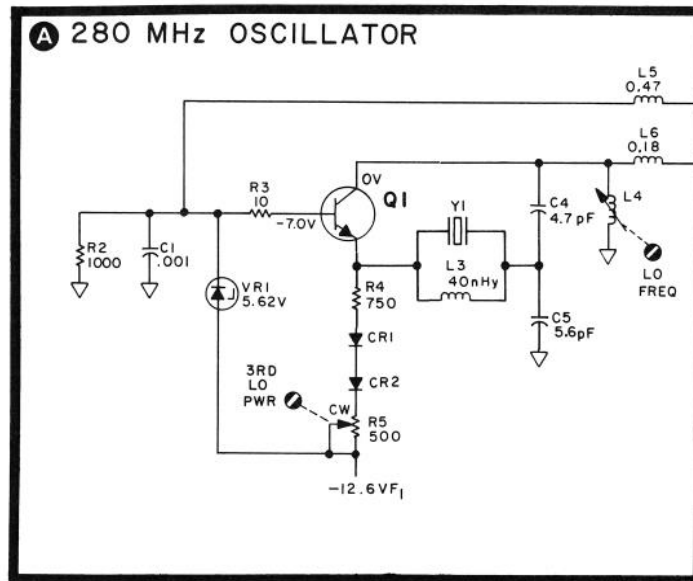 A 280 MHz OSCILLATOR
L5
0.47
L6
0.18
R3
10
-7.0V
0V
Q1
Y1
C4
4.7pF
L4
LO
FREQ
R2
1000
C1
.001
VR1
5.62V
R4
750
L3
40nHy
C5
5.6pF
CR1
CR2
3RD
LO
PWR
CW
R5
500
-12.6VF1